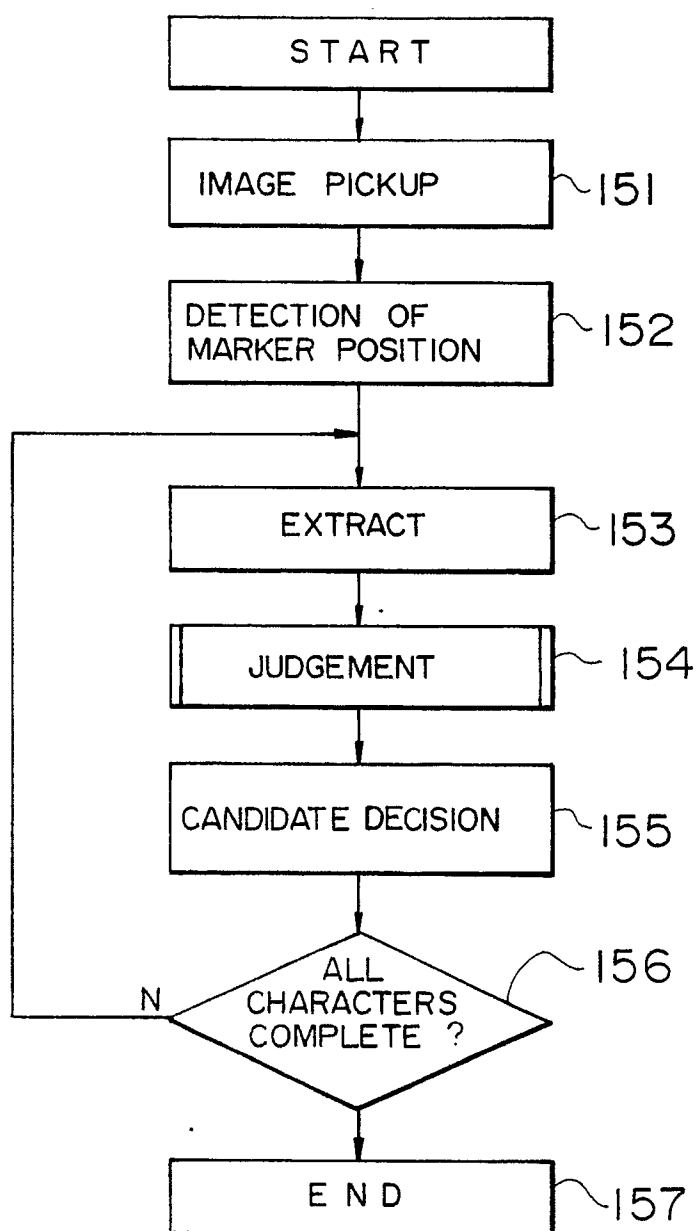 START
IMAGE PICKUP
151
DETECTION OF
MARKER POSITION
152
EXTRACT
153
JUDGEMENT
154
CANDIDATE DECISION
155
ALL
CHARACTERS
COMPLETE ?
156
N
END
157